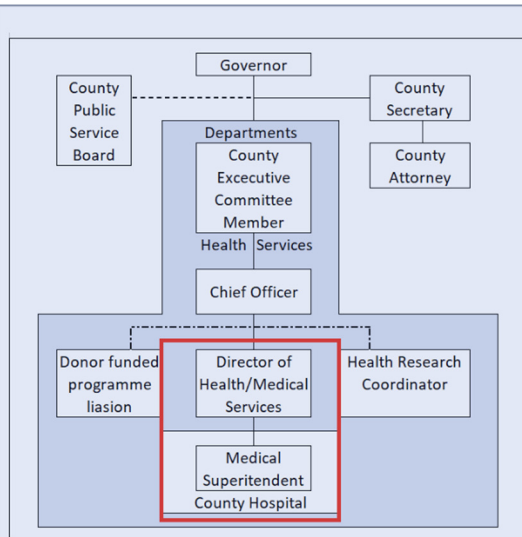 Governor
County
Public
Service
Board
County
Secretary
Departments
County
Excecutive
Committee
Member
County
Attorney
Health Services
Chief Officer
Donor funded
programme
liasion
Director of
Health/Medical
Services
Health Research
Coordinator
Medical
Superitendent
County Hospital